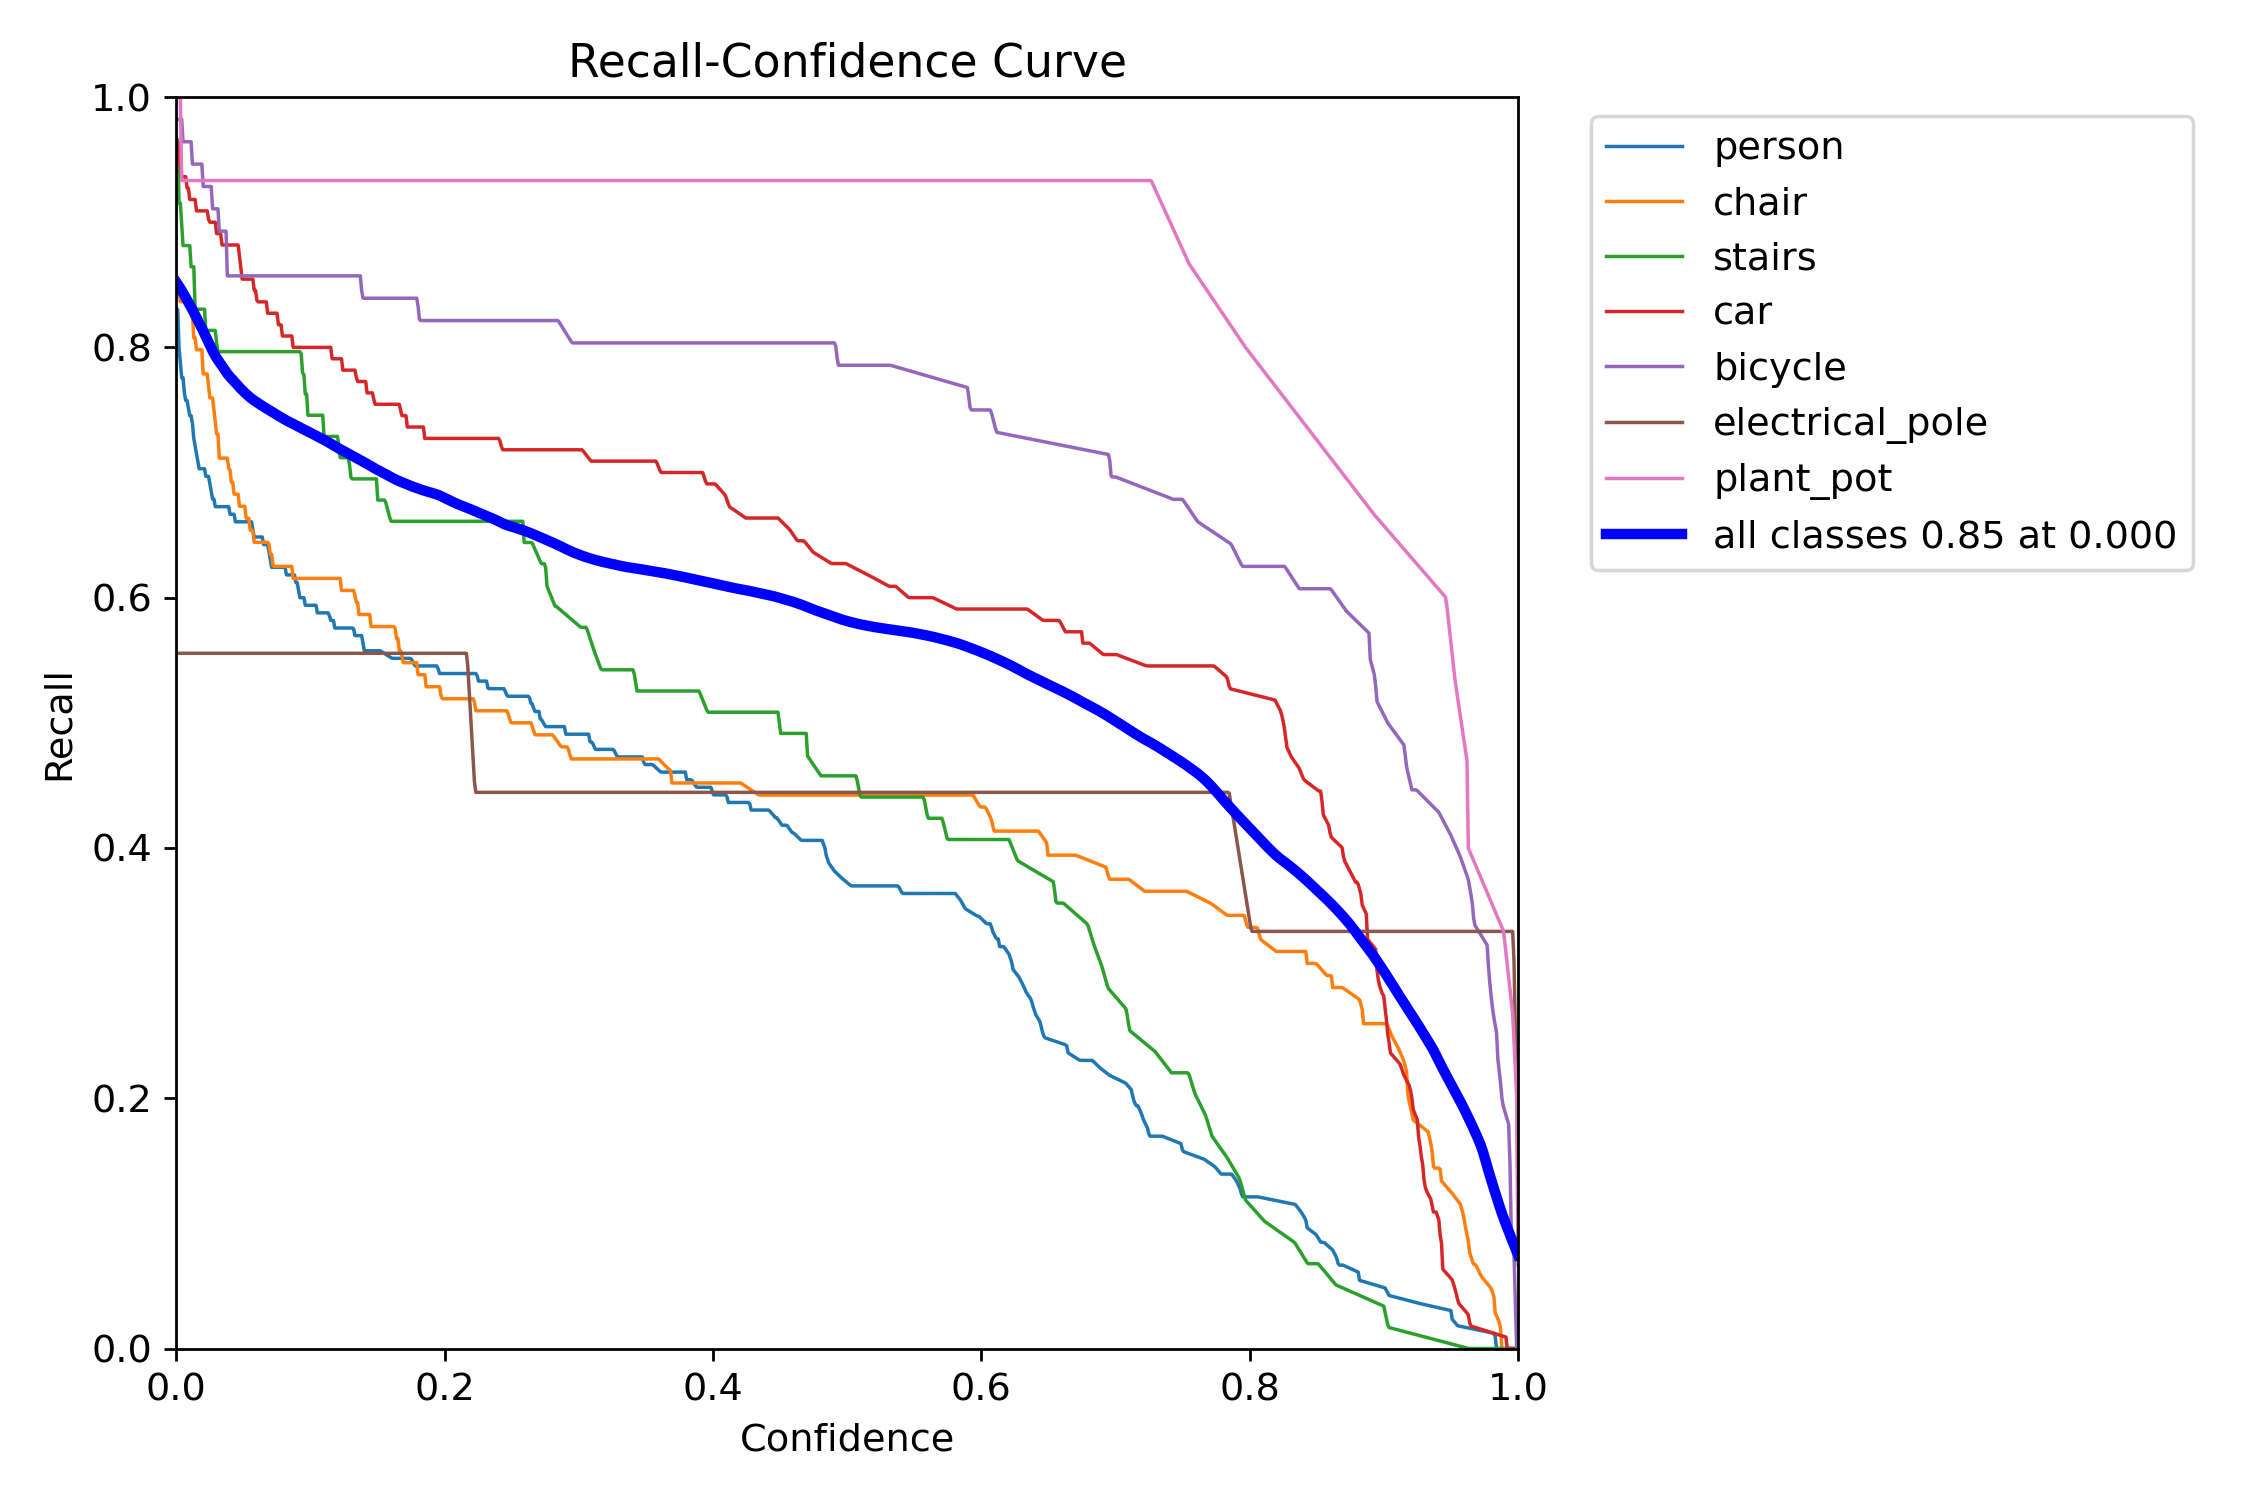 Recall-Confidence Curve
1.0
0.8
0.6
0.4
0.2
0.0
Recall
0.0 0.2 0.4 0.6 0.8 1.0
Confidence
person
chair
stairs
car
bicycle
electrical_pole
plant_pot
all classes 0.85 at 0.000